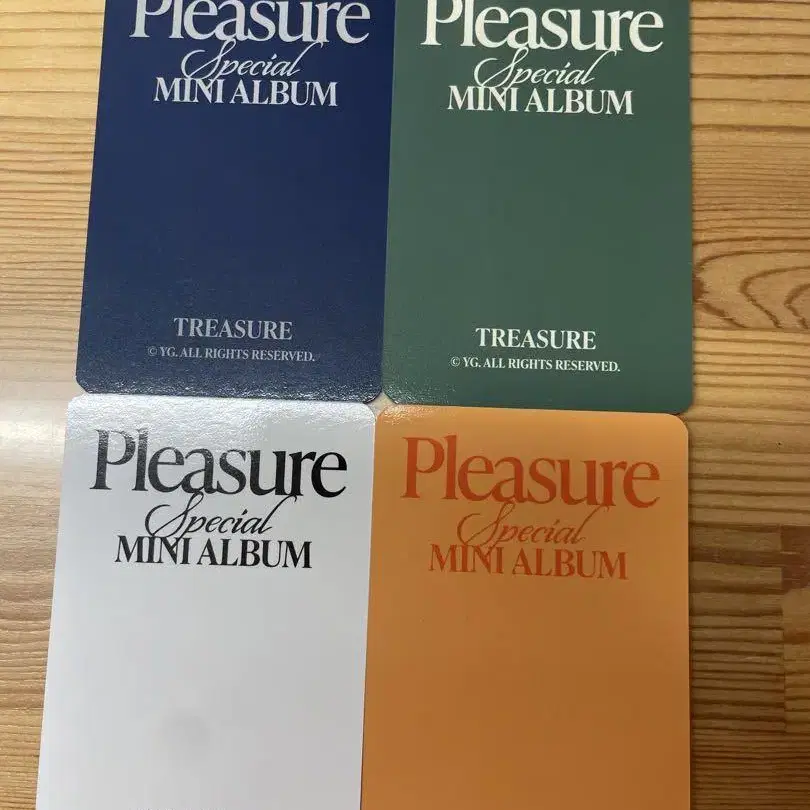 Pleasure
Special
MINI ALBUM
TREASURE
© YG. ALL RIGHTS RESERVED.
Pleasure
Special
MINI ALBUM
TREASURE
© YG. ALL RIGHTS RESERVED.
Pleasure
Special
MINI ALBUM
Pleasure
Special
MINI ALBUM